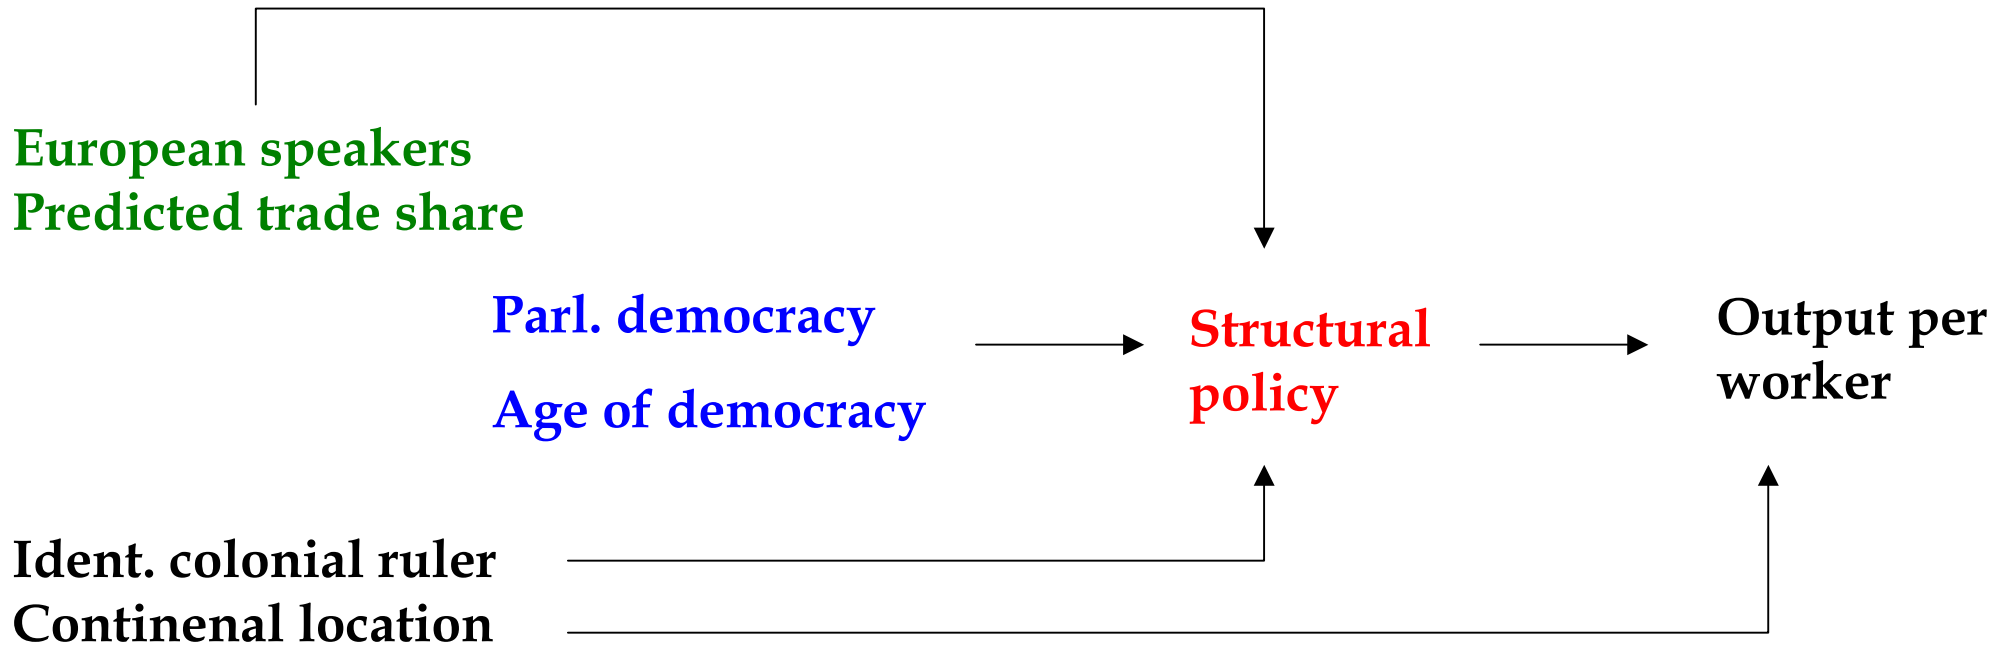 European speakers
Predicted trade share
Parl. democracy
Age of democracy
Structural
policy
Output per
worker
Ident. colonial ruler
Continenal location